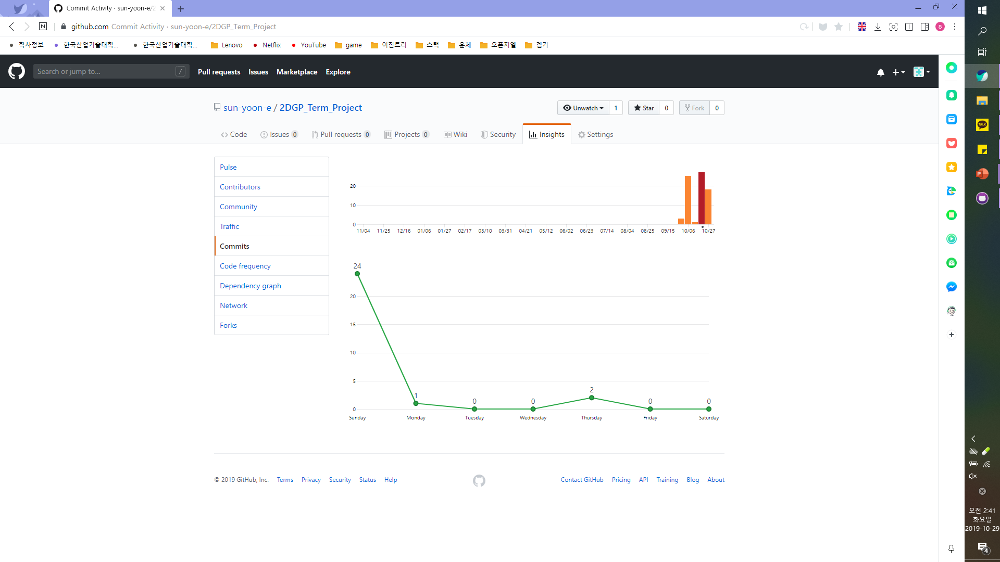 Commit Activity · sun-yoon-e/2
github.com Commit Activity · sun-yoon-e/2DGP_Term_Project
8
학사정보 한국산업기술대학... 한국산업기술대학... Lenovo Netflix YouTube game 이진트리 스택 운체 오픈지엘 겜기
Search or jump to... / Pull requests Issues Marketplace Explore
sun-yoon-e / 2DGP_Term_Project
Unwatch 1 Star 0 Fork 0
Code Issues 0 Pull requests 0 Projects 0 Wiki Security Insights Settings
Pulse
Contributors
Community
Traffic
Commits
Code frequency
Dependency graph
Network
Forks
20
10
0
11/04 11/25 12/16 01/06 01/27 02/17 03/10 03/31 04/21 05/12 06/02 06/23 07/14 08/04 08/25 09/15 10/06 10/27
24
20
15
10
5
0
1 0 0 2 0 0
Sunday Monday Tuesday Wednesday Thursday Friday Saturday
© 2019 GitHub, Inc. Terms Privacy Security Status Help
Contact GitHub Pricing API Training Blog About
TALK
P
오전 2:41
화요일
2019-10-29
4